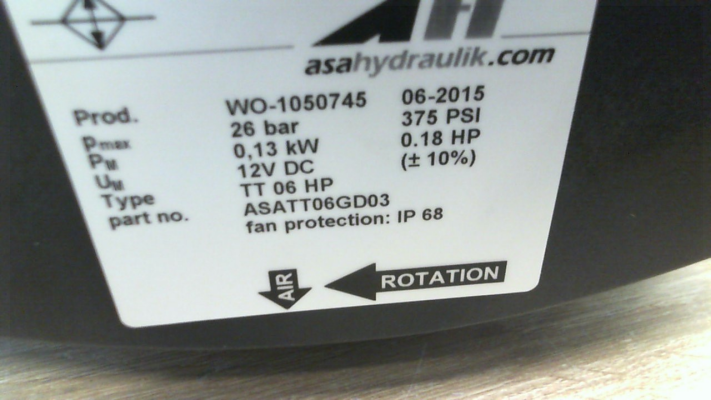 AH
asahydraulik.com
Prod. WO-1050745 06-2015
Pmax 26 bar 375 PSI
PM 0,13 kW 0.18 HP
UM 12V DC (± 10%)
Type TT 06 HP
part no. ASATT06GD03
fan protection: IP 68
AIR ROTATION